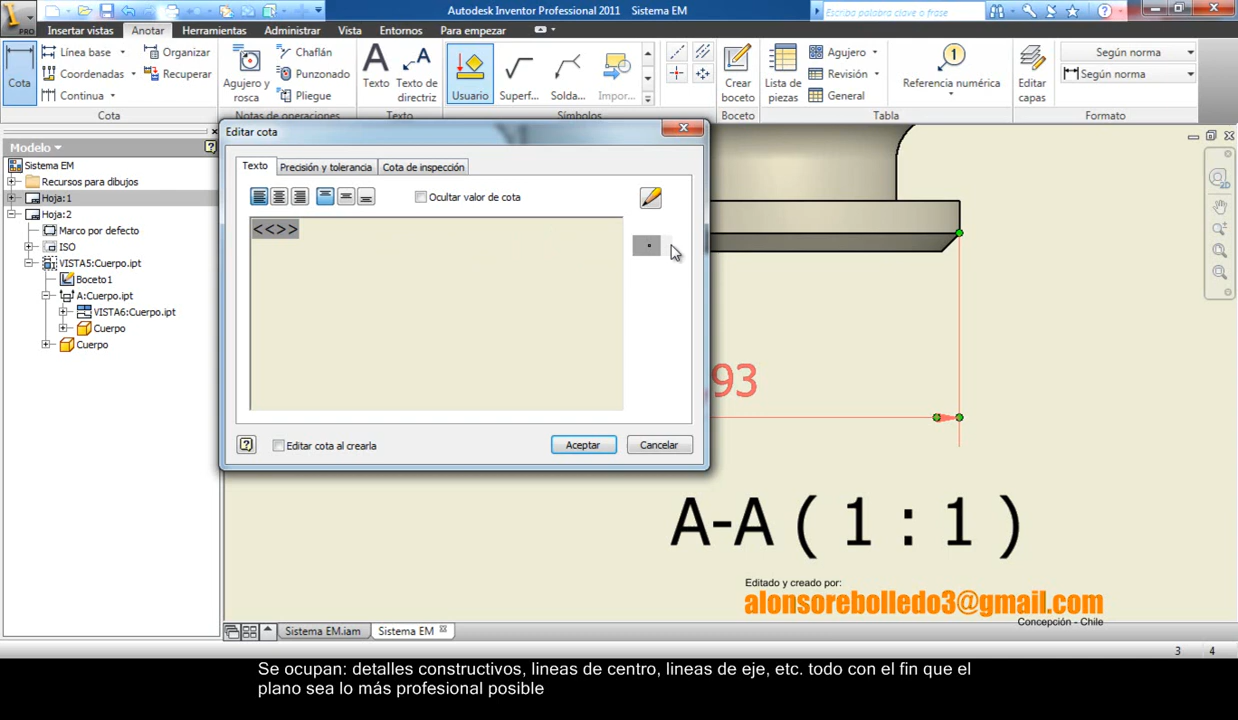 Autodesk Inventor Professional 2011 Sistema EM
Escriba palabra clave o frase
PRO
Insertar vistas Anotar Herramientas Administrar Vista Entornos Para empezar
Cota
Línea base
Coordenadas
Continua
Organizar
Recuperar
Cota
Agujero y rosca
Chaflán
Punzonado
Pliegue
Notas de operaciones
Texto
Texto de directriz
Texto
Usuario
Superf...
Solda...
Impor...
Símbolos
Crear boceto
Boceto
Lista de piezas
Agujero
Revisión
General
Referencia numérica
Tabla
Editar capas
Según norma
Según norma
Formato
Modelo
Sistema EM
Recursos para dibujos
Hoja:1
Hoja:2
Marco por defecto
ISO
VISTA5:Cuerpo.ipt
Boceto1
A:Cuerpo.ipt
VISTA6:Cuerpo.ipt
Cuerpo
Cuerpo
Editar cota
Texto Precisión y tolerancia Cota de inspección
Ocultar valor de cota
<<>>
Editar cota al crearla
Aceptar Cancelar
93
A-A ( 1 : 1 )
Editado y creado por:
alonsorebolledo3@gmail.com
Concepción - Chile
Sistema EM.iam Sistema EM
3 4
Se ocupan: detalles constructivos, lineas de centro, lineas de eje, etc. todo con el fin que el
plano sea lo más profesional posible